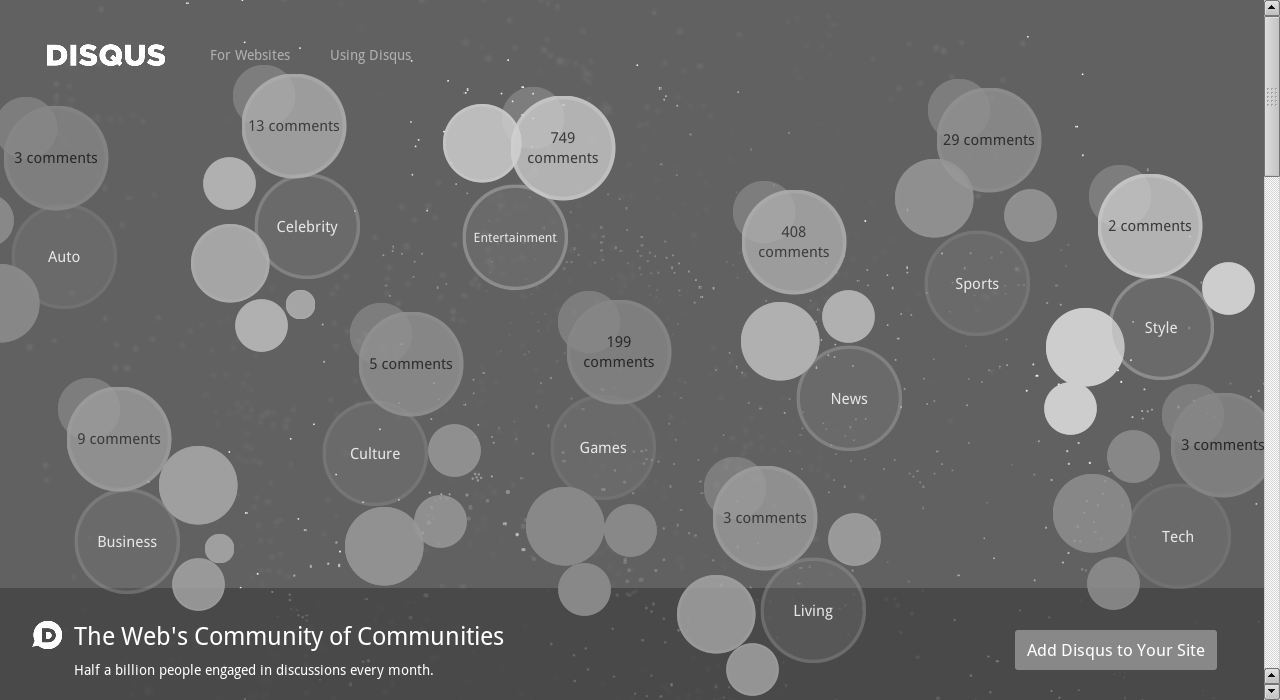 DISQUS
For Websites
Using Disqus
13 comments
749
comments
29 comments
3 comments
2 comments
Celebrity
Entertainment
408
comments
Auto
Sports
Style
199
comments
5 comments
News
9 comments
Culture
Games
3 comments
3 comments
Business
Tech
Living
D
The Web's Community of Communities
Half a billion people engaged in discussions every month.
Add Disqus to Your Site